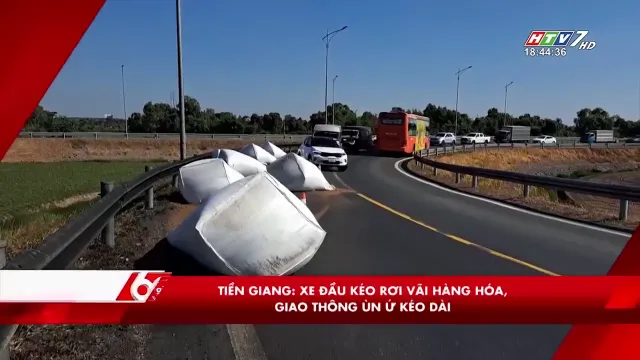 HTV7 HD
18:44:36
6
TIỀN GIANG: XE ĐẦU KÉO RƠI VÃI HÀNG HÓA,
GIAO THÔNG ÙN Ứ KÉO DÀI